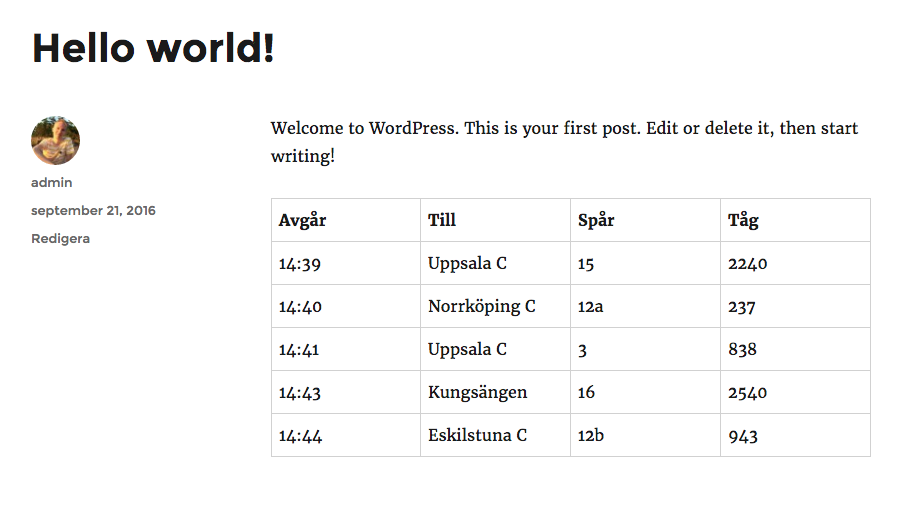 Hello world!
admin
september 21, 2016
Redigera
Welcome to WordPress. This is your first post. Edit or delete it, then start
writing!
Avgår Till Spår Tåg
14:39 Uppsala C 15 2240
14:40 Norrköping C 12a 237
14:41 Uppsala C 3 838
14:43 Kungsängen 16 2540
14:44 Eskilstuna C 12b 943